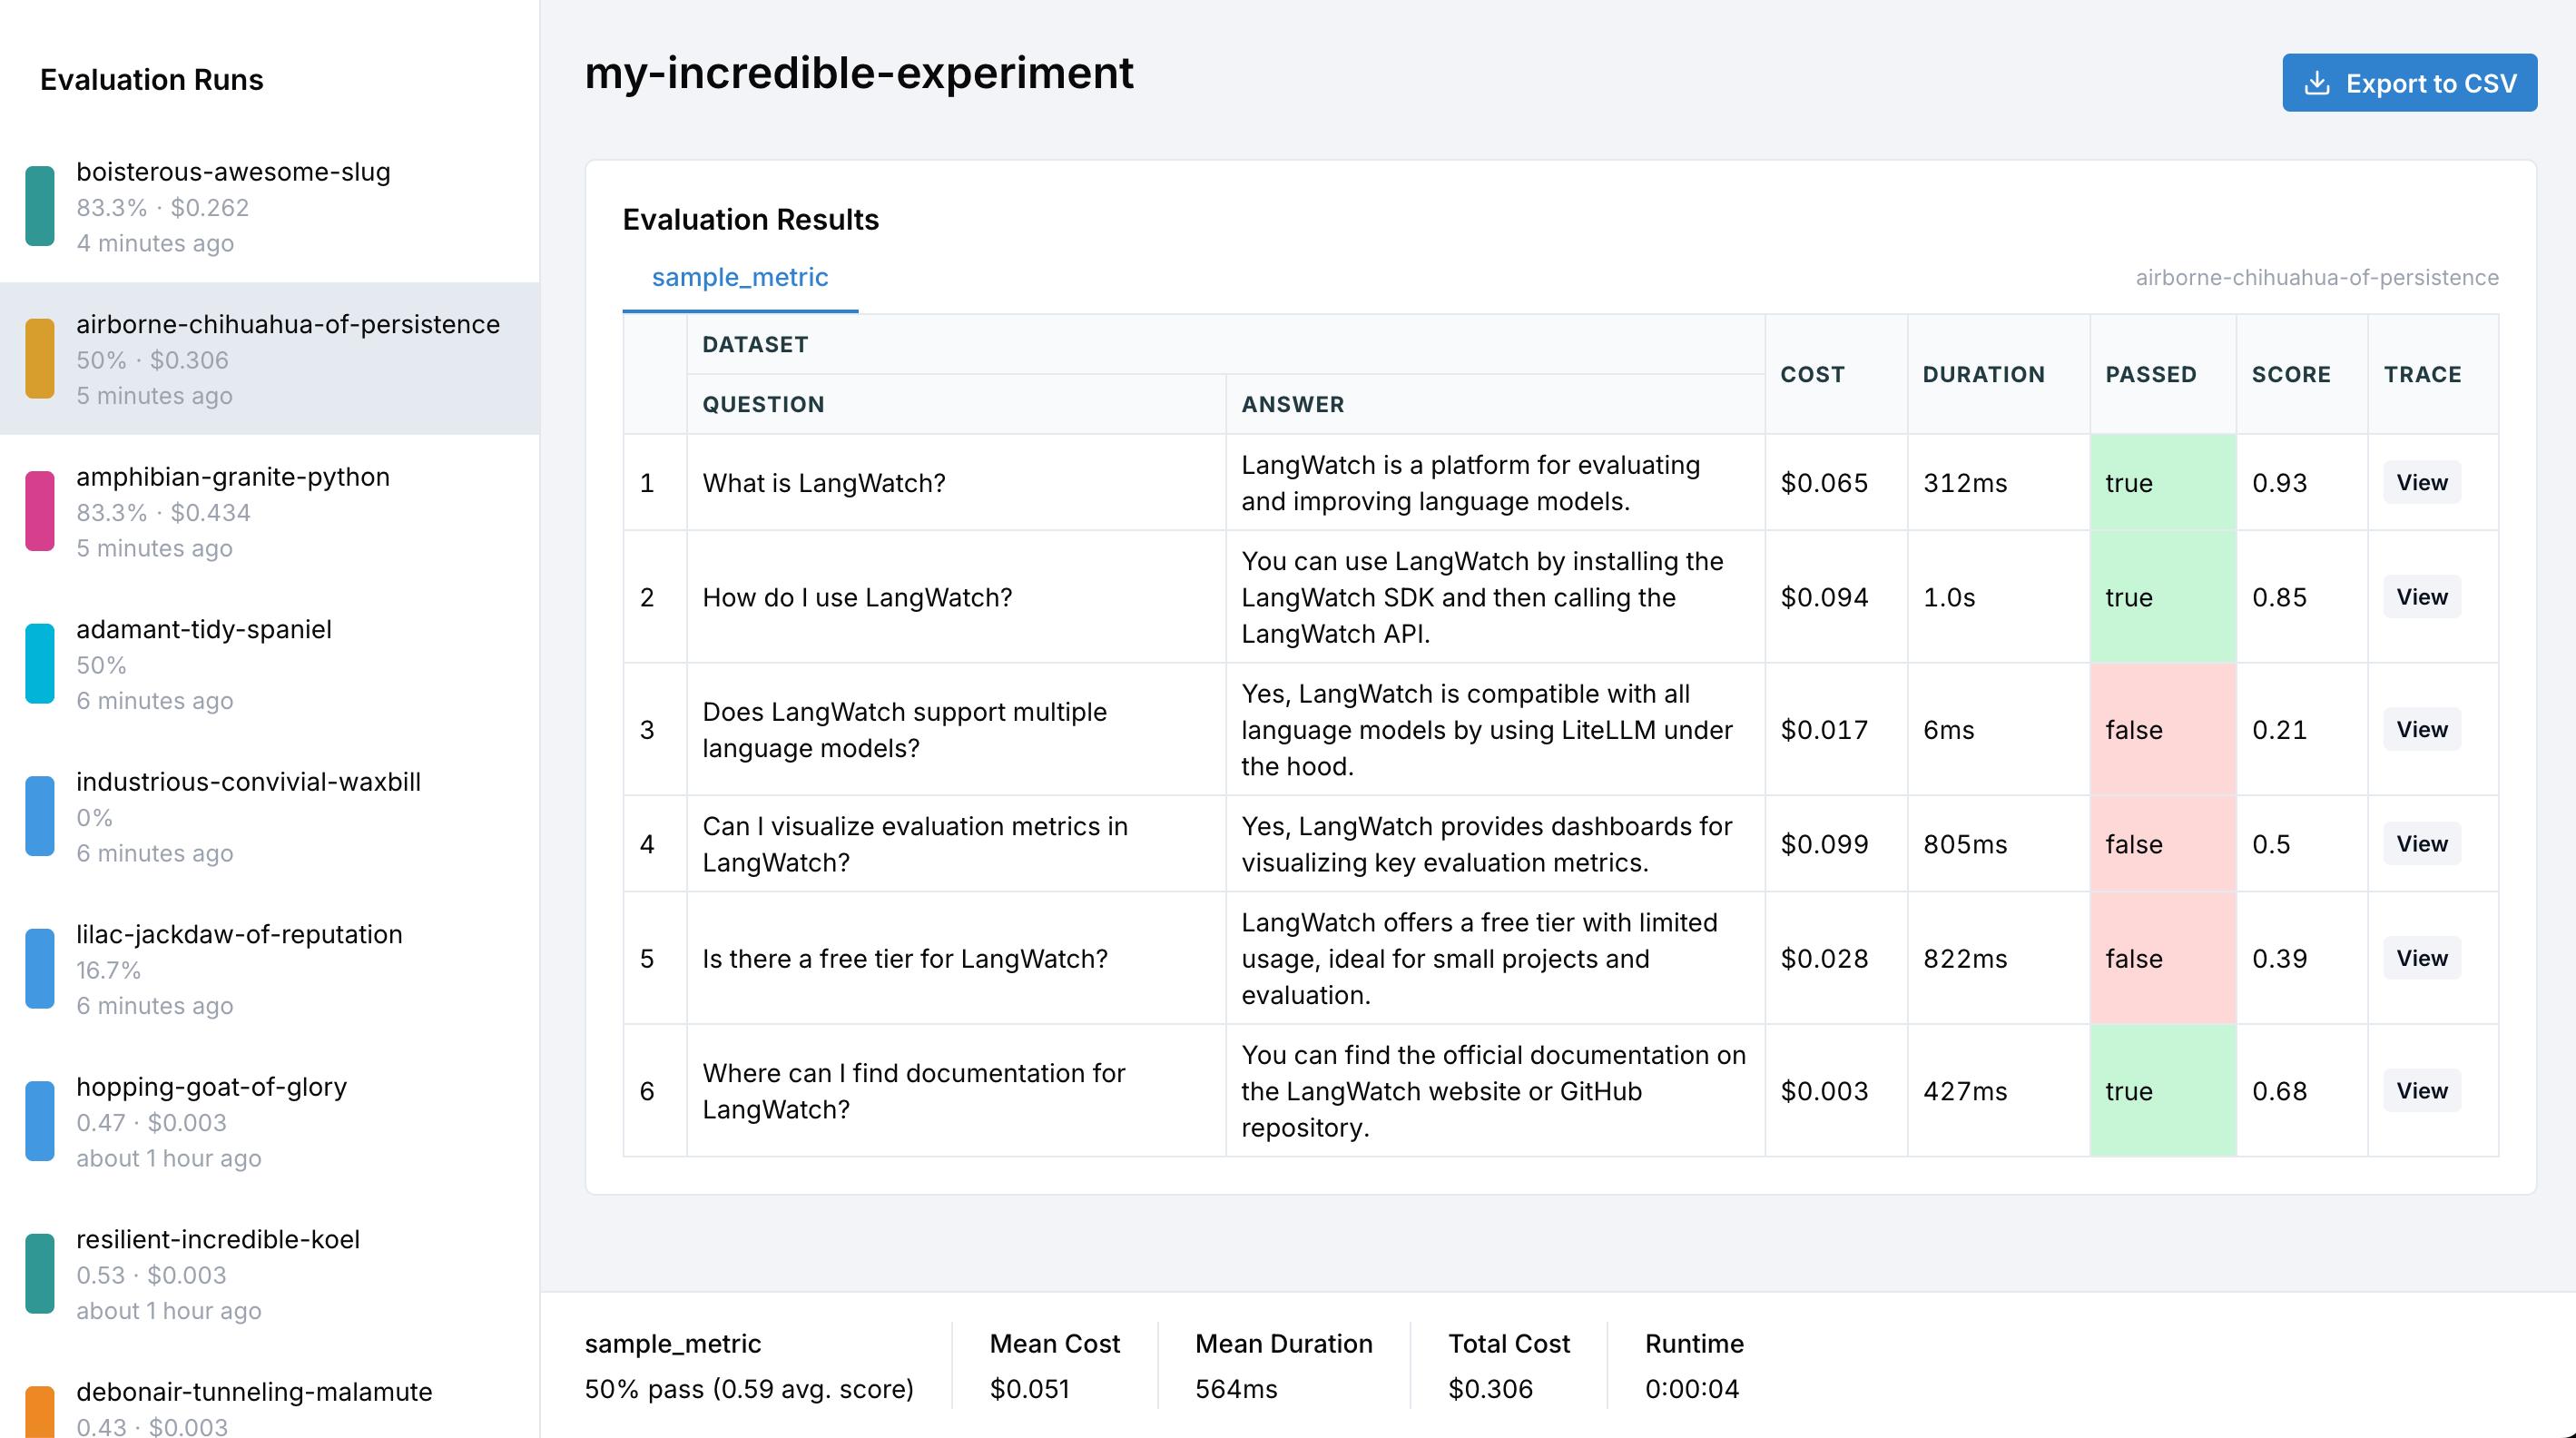 Evaluation Runs
boisterous-awesome-slug
83.3% · $0.262
4 minutes ago
airborne-chihuahua-of-persistence
50% · $0.306
5 minutes ago
amphibian-granite-python
83.3% · $0.434
5 minutes ago
adamant-tidy-spaniel
50%
6 minutes ago
industrious-convivial-waxbill
0%
6 minutes ago
lilac-jackdaw-of-reputation
16.7%
6 minutes ago
hopping-goat-of-glory
0.47 · $0.003
about 1 hour ago
resilient-incredible-koel
0.53 · $0.003
about 1 hour ago
debonair-tunneling-malamute
0.43 · $0.003
my-incredible-experiment
Export to CSV
Evaluation Results
sample_metric
airborne-chihuahua-of-persistence
DATASET
QUESTION
ANSWER
COST
DURATION
PASSED
SCORE
TRACE
1
What is LangWatch?
LangWatch is a platform for evaluating
and improving language models.
$0.065
312ms
true
0.93
View
2
How do I use LangWatch?
You can use LangWatch by installing the
LangWatch SDK and then calling the
LangWatch API.
$0.094
1.0s
true
0.85
View
3
Does LangWatch support multiple
language models?
Yes, LangWatch is compatible with all
language models by using LiteLLM under
the hood.
$0.017
6ms
false
0.21
View
4
Can I visualize evaluation metrics in
LangWatch?
Yes, LangWatch provides dashboards for
visualizing key evaluation metrics.
$0.099
805ms
false
0.5
View
5
Is there a free tier for LangWatch?
LangWatch offers a free tier with limited
usage, ideal for small projects and
evaluation.
$0.028
822ms
false
0.39
View
6
Where can I find documentation for
LangWatch?
You can find the official documentation on
the LangWatch website or GitHub
repository.
$0.003
427ms
true
0.68
View
sample_metric
50% pass (0.59 avg. score)
Mean Cost
$0.051
Mean Duration
564ms
Total Cost
$0.306
Runtime
0:00:04